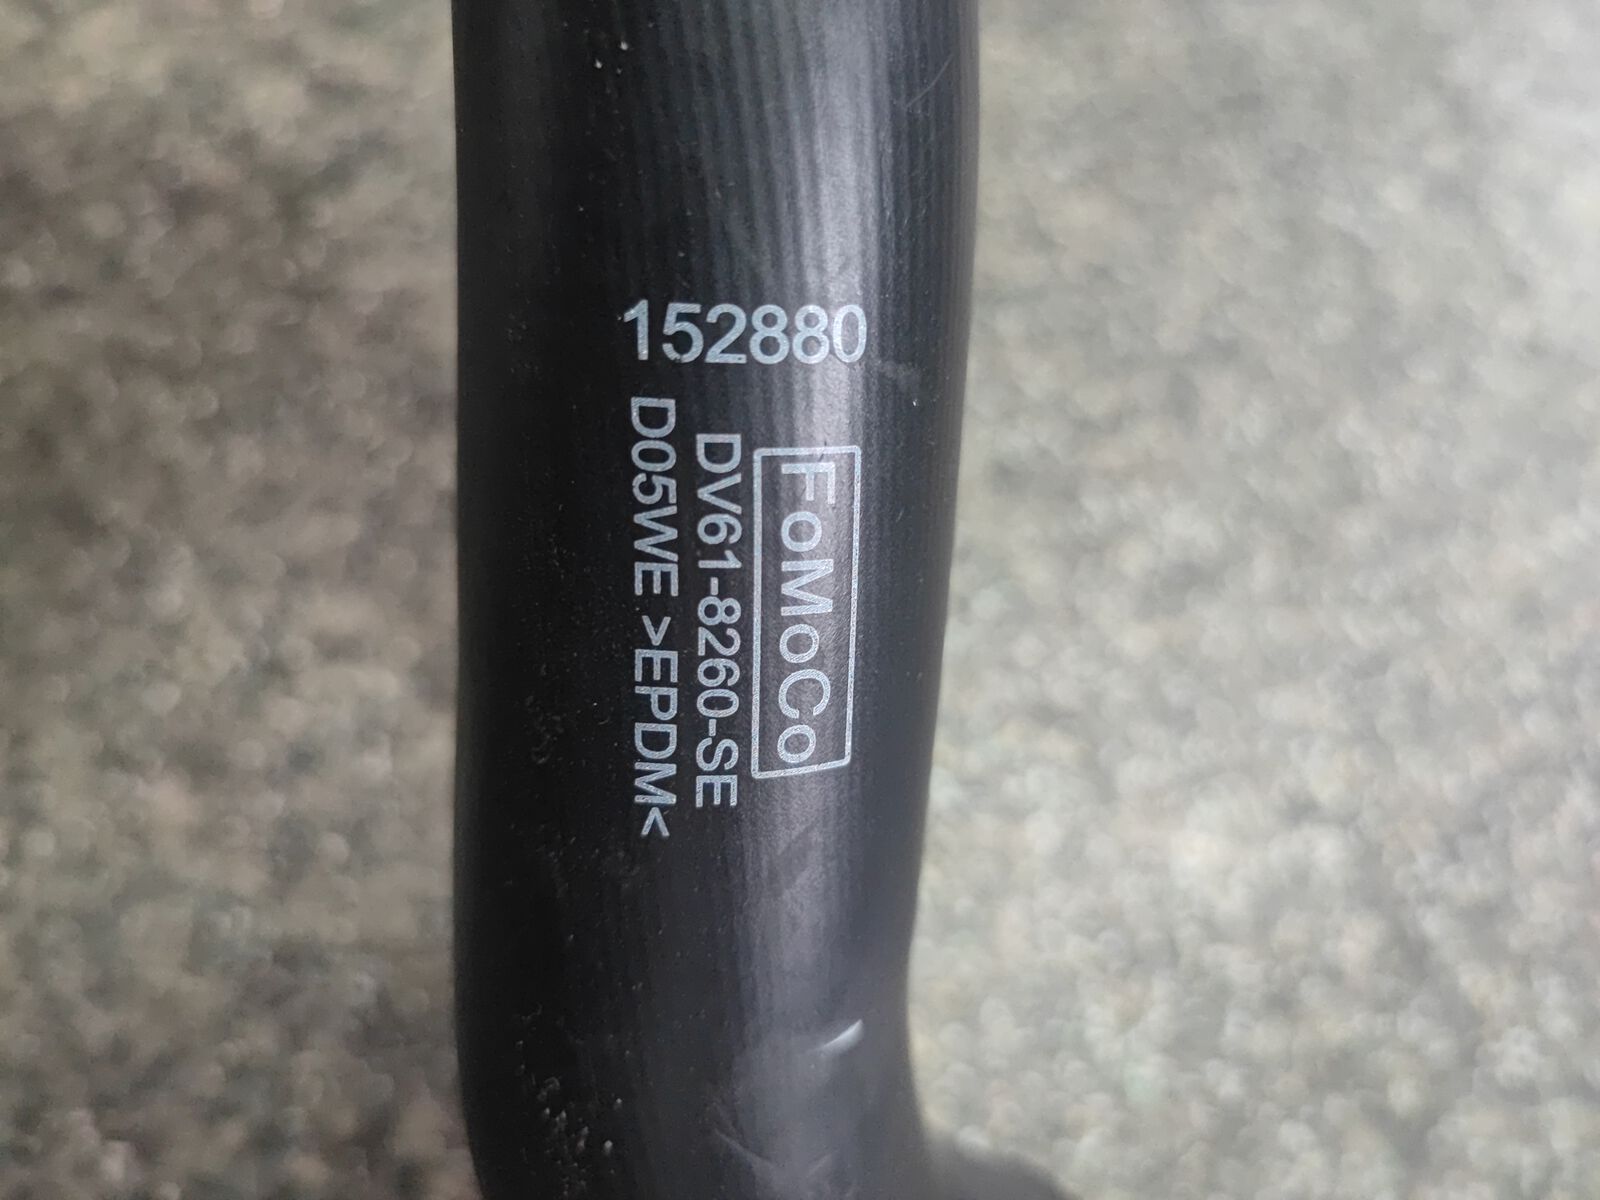 152880
FoMoCo
DV61-8260-SE
D05WE >EPDM<